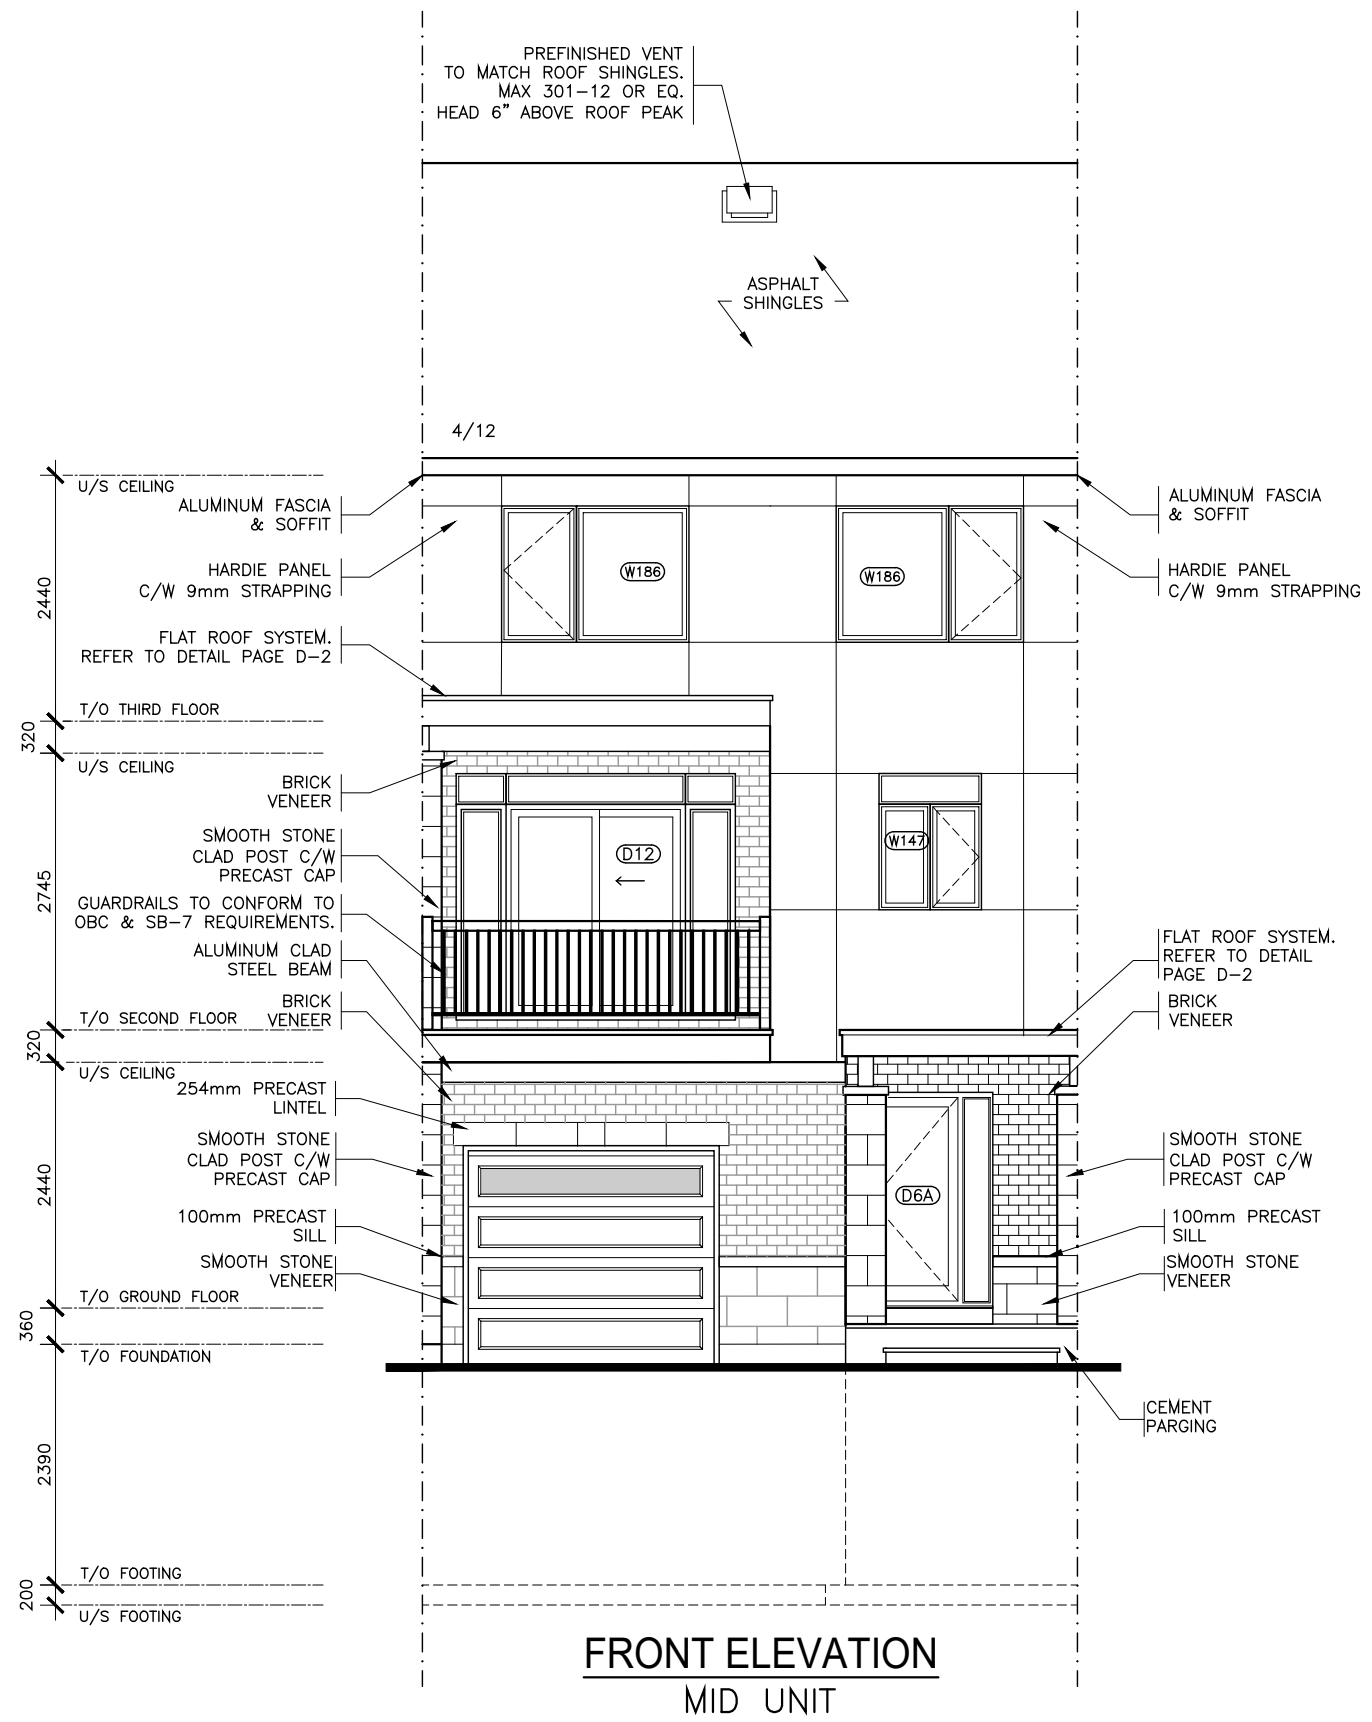 PREFINISHED VENT
TO MATCH ROOF SHINGLES.
MAX 301-12 OR EQ.
HEAD 6" ABOVE ROOF PEAK
ASPHALT
SHINGLES
4/12
U/S CEILING
ALUMINUM FASCIA
& SOFFIT
HARDIE PANEL
C/W 9mm STRAPPING
2440
FLAT ROOF SYSTEM.
REFER TO DETAIL PAGE D-2
T/O THIRD FLOOR
320
U/S CEILING
BRICK
VENEER
SMOOTH STONE
CLAD POST C/W
PRECAST CAP
2745
GUARDRAILS TO CONFORM TO
OBC & SB-7 REQUIREMENTS.
ALUMINUM CLAD
STEEL BEAM
BRICK
VENEER
T/O SECOND FLOOR
320
U/S CEILING
254mm PRECAST
LINTEL
SMOOTH STONE
CLAD POST C/W
PRECAST CAP
2440
100mm PRECAST
SILL
SMOOTH STONE
VENEER
T/O GROUND FLOOR
360
T/O FOUNDATION
2390
T/O FOOTING
200
U/S FOOTING
W186
W186
D12
W147
D6A
ALUMINUM FASCIA
& SOFFIT
HARDIE PANEL
C/W 9mm STRAPPING
FLAT ROOF SYSTEM.
REFER TO DETAIL
PAGE D-2
BRICK
VENEER
SMOOTH STONE
CLAD POST C/W
PRECAST CAP
100mm PRECAST
SILL
SMOOTH STONE
VENEER
CEMENT
PARGING
FRONT ELEVATION
MID UNIT